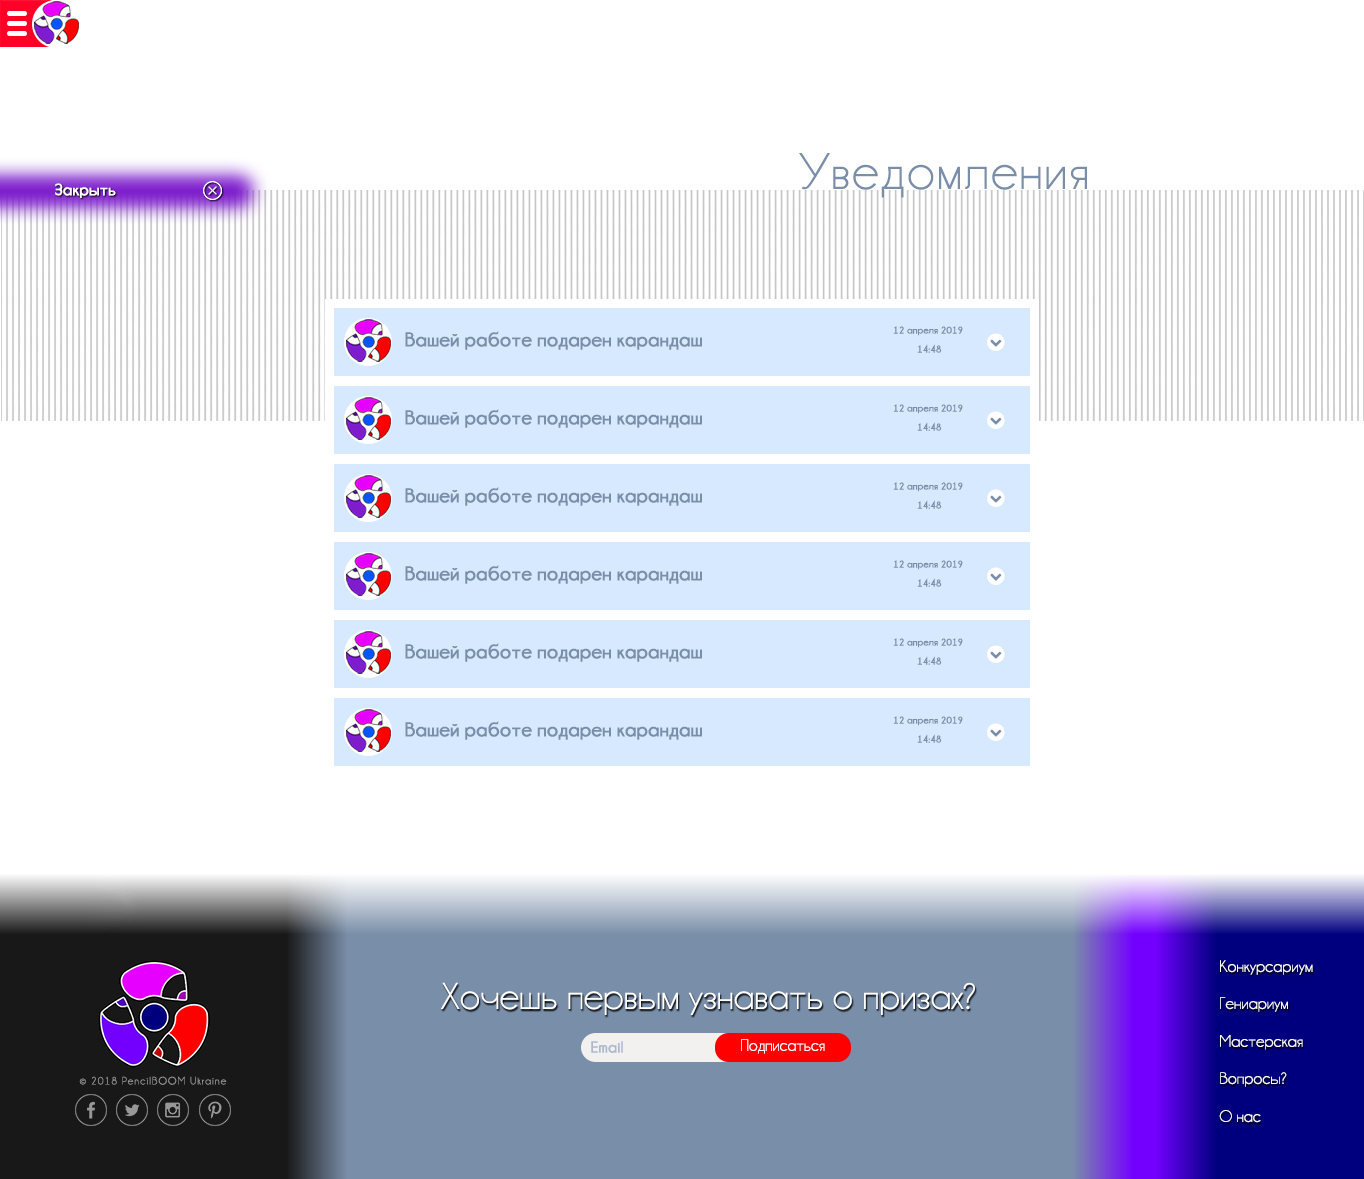 Уведомления
Закрыть
Вашей работе подарен карандаш
12 апреля 2019
14:48
Вашей работе подарен карандаш
12 апреля 2019
14:48
Вашей работе подарен карандаш
12 апреля 2019
14:48
Вашей работе подарен карандаш
12 апреля 2019
14:48
Вашей работе подарен карандаш
12 апреля 2019
14:48
Вашей работе подарен карандаш
12 апреля 2019
14:48
© 2018 PencilBOOM Ukraine
Хочешь первым узнавать о призах?
Email
Подписаться
Конкурсариум
Гениариум
Мастерская
Вопросы?
О нас